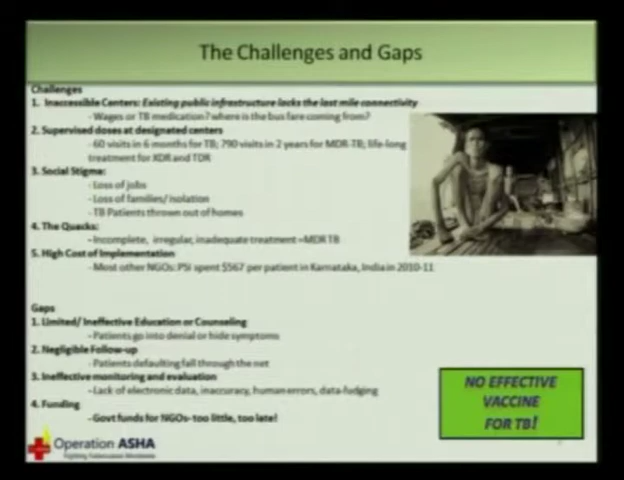 The Challenges and Gaps
Challenges
1. Inaccessible Centers: Existing public infrastructure lacks the last mile connectivity
- Wages or TB medication? where is the bus fare coming from?
2. Supervised doses at designated centers
- 60 visits in 6 months for TB; 790 visits in 2 years for MDR-TB; life-long
treatment for XDR and TDR
3. Social Stigma:
- Loss of jobs
- Loss of families/ isolation
- TB Patients thrown out of homes
4. The Quacks:
- Incomplete, irregular, inadequate treatment =MDR TB
5. High Cost of Implementation
- Most other NGOs: PSI spent $567 per patient in Karnataka, India in 2010-11
Gaps
1. Limited/ Ineffective Education or Counseling
- Patients go into denial or hide symptoms
2. Negligible Follow-up
- Patients defaulting fall through the net
3. Ineffective monitoring and evaluation
- Lack of electronic data, inaccuracy, human errors, data-fudging
4. Funding
- Govt funds for NGOs- too little, too late!
NO EFFECTIVE
VACCINE
FOR TB!
Operation ASHA
Fighting Tuberculosis Worldwide